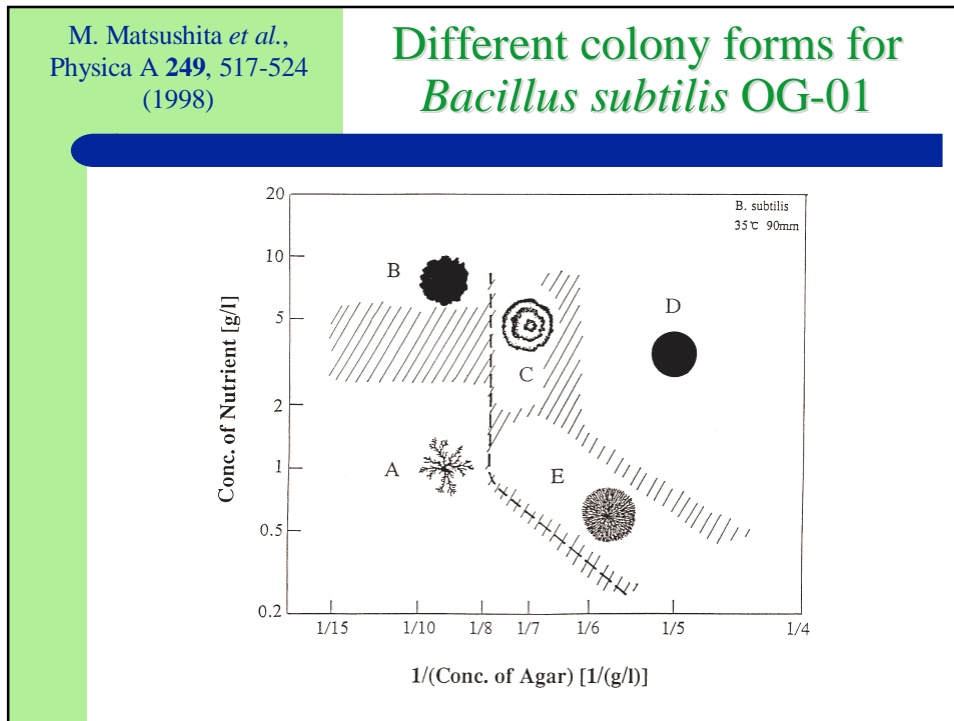 M. Matsushita et al.,
Physica A 249, 517-524
(1998)
Different colony forms for
Bacillus subtilis OG-01
B. subtilis
35℃ 90mm
Conc. of Nutrient [g/l]
20
10
5
2
1
0.5
0.2
B
C
D
A
E
1/15
1/10
1/8
1/7
1/6
1/5
1/4
1/(Conc. of Agar) [1/(g/l)]